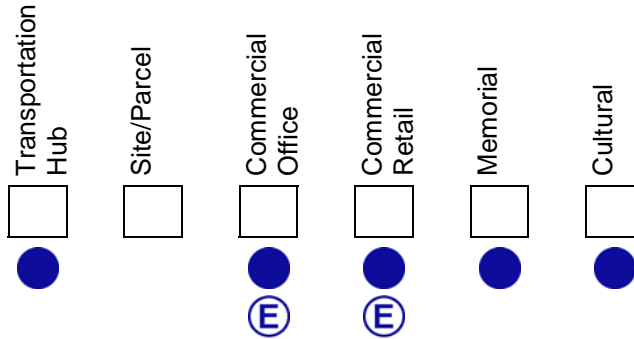 Transportation
Hub
Site/Parcel
Commercial
Office
Commercial
Retail
Memorial
Cultural
E
E